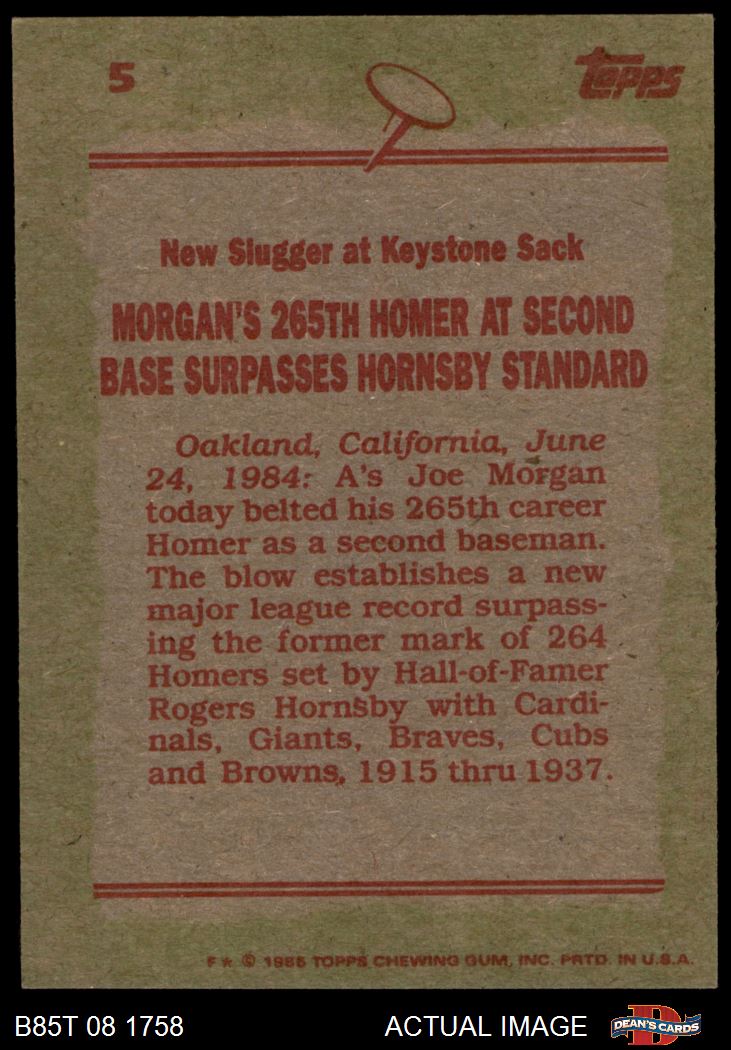 5
Topps
New Slugger at Keystone Sack
MORGAN'S 265TH HOMER AT SECOND
BASE SURPASSES HORNSBY STANDARD
Oakland, California, June
24, 1984: A's Joe Morgan
today belted his 265th career
Homer as a second baseman.
The blow establishes a new
major league record surpass-
ing the former mark of 264
Homers set by Hall-of-Famer
Rogers Hornsby with Cardi-
nals, Giants, Braves, Cubs
and Browns, 1915 thru 1937.
F★ © 1985 TOPPS CHEWING GUM, INC. PRTD. IN U.S.A.
B85T 08 1758 ACTUAL IMAGE D DEAN'S CARDS